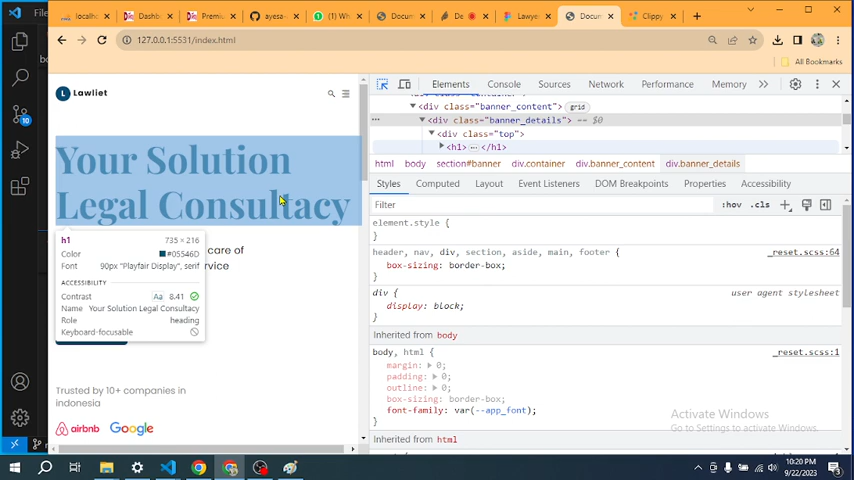 File
localho
Dashb
Premiu
ayesa-
(1) Wh
Docum
De
Lawye
Docum
Clippy
127.0.0.1:5531/index.html
All Bookmarks
Lawliet
Your Solution
Legal Consultacy
care of
rvice
h1 735 × 216
Color #05546D
Font 90px "Playfair Display", serif
ACCESSIBILITY
Contrast Aa 8.41
Name Your Solution Legal Consultacy
Role heading
Keyboard-focusable
Trusted by 10+ companies in
indonesia
airbnb Google
Elements Console Sources Network Performance Memory
<div class="banner_content"> grid
<div class="banner_details"> == $0
<div class="top">
<h1> … </h1>
html body section#banner div.container div.banner_content div.banner_details
Styles Computed Layout Event Listeners DOM Breakpoints Properties Accessibility
Filter :hov .cls
element.style {
}
header, nav, div, section, aside, main, footer { _reset.scss:64
box-sizing: border-box;
}
div { user agent stylesheet
display: block;
}
Inherited from body
body, html { _reset.scss:1
margin: 0;
padding: 0;
outline: 0;
box-sizing: border-box;
font-family: var(--app_font);
}
Inherited from html
Activate Windows
Go to Settings to activate Windows.
10:20 PM
9/22/2023